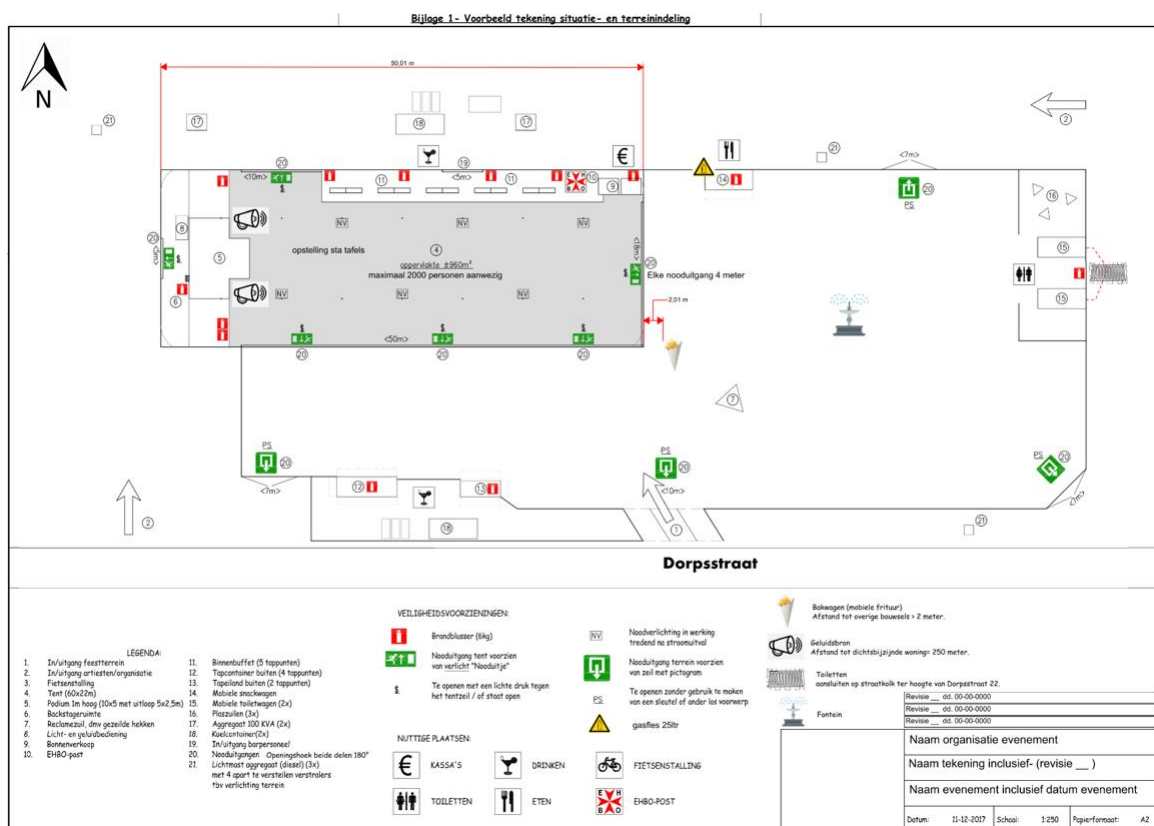 Bijlage 1- Voorbeeld tekening situatie- en terreinindeling
N
50,01 m
21
17
18
17
21
2
20
<10m>
19
<5m>
11
11
EHBO
10
9
€
14
<7m>
20
PS
16
8
NV
NV
NV
20
<5m>
5
opstelling sta tafels
4
oppervlakte ±960m²
maximaal 2000 personen aanwezig
<18m>
20
Elke nooduitgang 4 meter
15
15
6
NV
NV
NV
2,01 m
<50m>
20
20
20
7
PS
20
<7m>
12
13
18
PS
20
<10m>
1
PS
20
<7m>
21
2
Dorpsstraat
LEGENDA:
1. In/uitgang feestterrein
2. In/uitgang artiesten/organisatie
3. Fietsenstalling
4. Tent (60x22m)
5. Podium 1m hoog (10x5 met uitloop 5x2,5m)
6. Backstageruimte
7. Reclamezuil, dmv gezeilde hekken
8. Licht- en geluidbediening
9. Bonnenverkoop
10. EHBO-post
11. Binnenbuffet (5 tappunten)
12. Tapcontainer buiten (4 tappunten)
13. Tapeiland buiten (2 tappunten)
14. Mobiele snackwagen
15. Mobiele toiletwagen (2x)
16. Plaszuilen (3x)
17. Aggregaat 100 KVA (2x)
18. Koelcontainer(2x)
19. In/uitgang barpersoneel
20. Nooduitgangen Openingshoek beide delen 180°
21. Lichtmast aggregaat (diesel) (3x)
met 4 apart te verstellen verstralers
tbv verlichting terrein
VEILIGHEIDSVOORZIENINGEN:
Brandblusser (6kg)
Nooduitgang tent voorzien
van verlicht "Nooduitje"
Te openen met een lichte druk tegen
het tentzeil / of staat open
NV
Noodverlichting in werking
tredend na stroomuitval
Nooduitgang terrein voorzien
van zeil met pictogram
PS
Te openen zonder gebruik te maken
van een sleutel of ander los voorwerp
gasfles 25ltr
NUTTIGE PLAATSEN:
€ KASSA'S
DRINKEN
FIETSENSTALLING
TOILETTEN
ETEN
EHBO EHBO-POST
Bakwagen (mobiele frituur)
Afstand tot overige bouwsels > 2 meter.
Geluidsbron
Afstand tot dichtsbijzijnde woning= 250 meter.
Toiletten
aansluiten op straatkolk ter hoogte van Dorpsstraat 22.
Fontein
Revisie __ dd. 00-00-0000
Revisie __ dd. 00-00-0000
Revisie __ dd. 00-00-0000
Naam organisatie evenement
Naam tekening inclusief- (revisie __ )
Naam evenement inclusief datum evenement
Datum: 11-12-2017 Schaal: 1:250 Papierformaat: A2